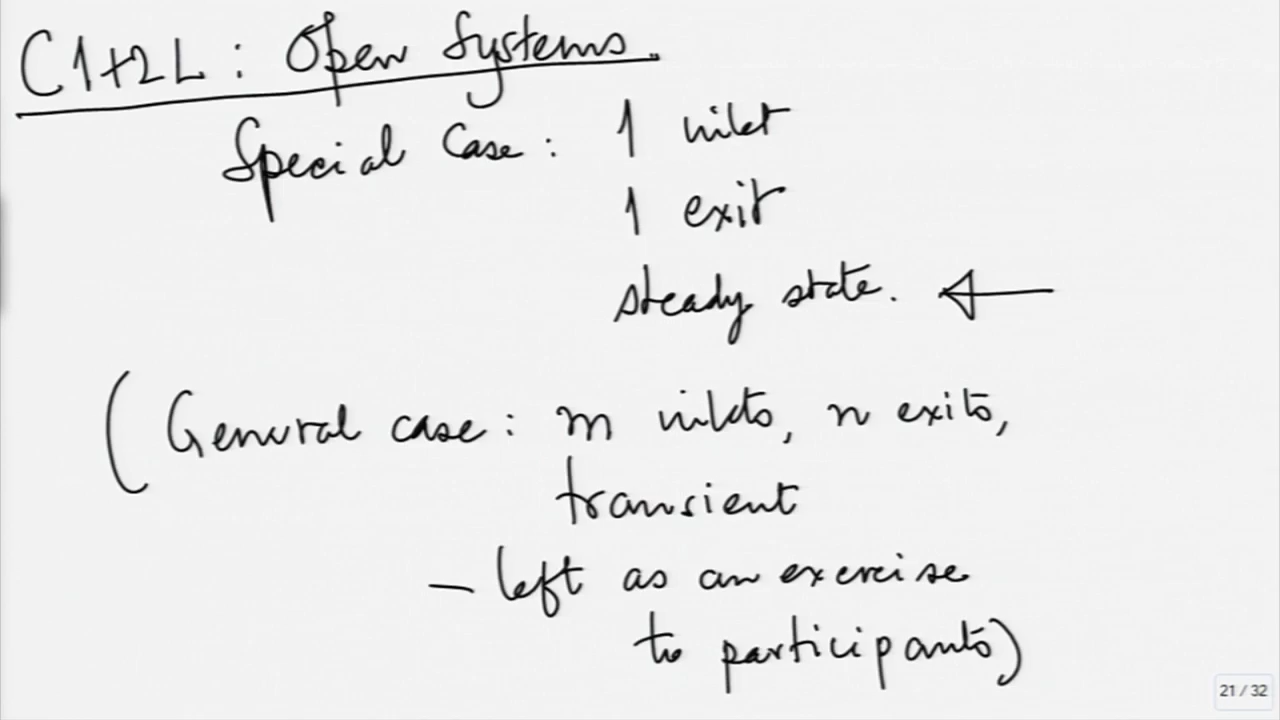 C1+2L : Open Systems.
Special Case : 1 inlet
1 exit
steady state.
(General case : m inlets, n exits,
transient
- left as an exercise
to participants)
21 / 32